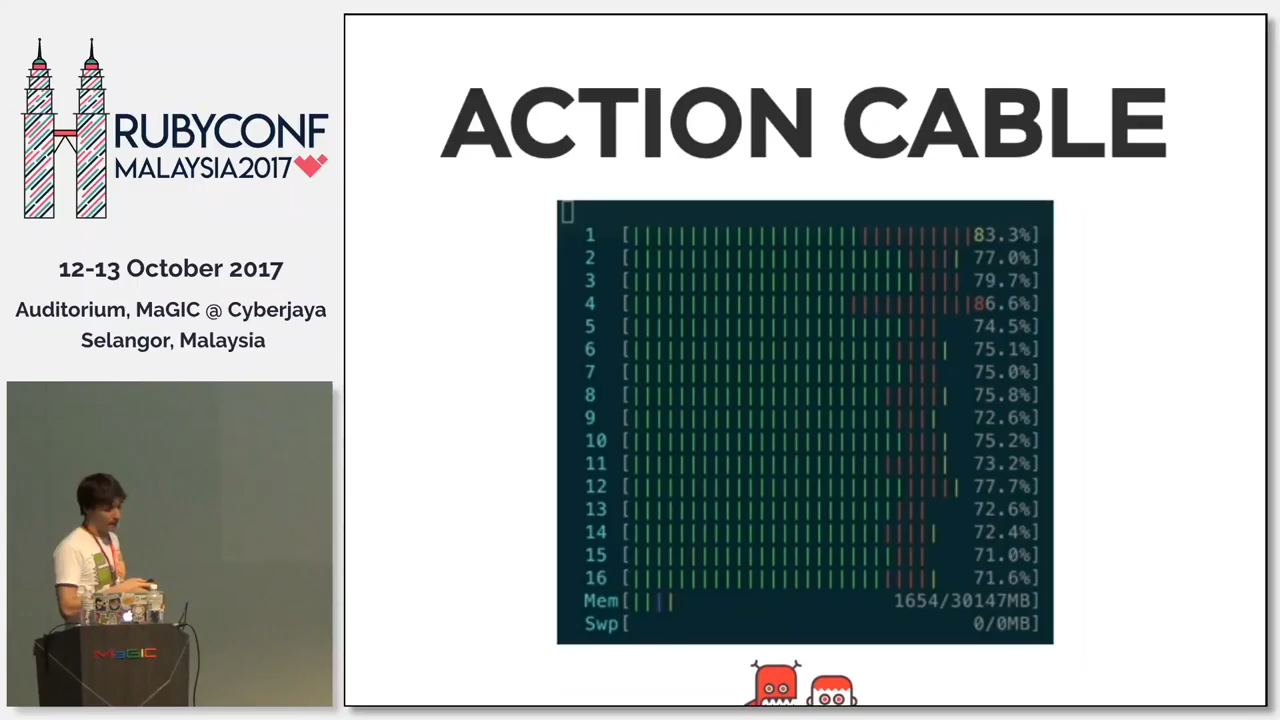 RUBYCONF
MALAYSIA2017
12-13 October 2017
Auditorium, MaGIC @ Cyberjaya
Selangor, Malaysia
MaGIC
ACTION CABLE
1 [||||||||||||||||||||||||||||||83.3%]
2 [||||||||||||||||||||||||||||| 77.0%]
3 [||||||||||||||||||||||||||||| 79.7%]
4 [||||||||||||||||||||||||||||||86.6%]
5 [||||||||||||||||||||||||||| 74.5%]
6 [|||||||||||||||||||||||||||| 75.1%]
7 [||||||||||||||||||||||||||| 75.0%]
8 [|||||||||||||||||||||||||||| 75.8%]
9 [||||||||||||||||||||||||||| 72.6%]
10 [|||||||||||||||||||||||||||| 75.2%]
11 [|||||||||||||||||||||||||||| 73.2%]
12 [||||||||||||||||||||||||||||| 77.7%]
13 [|||||||||||||||||||||||||| 72.6%]
14 [||||||||||||||||||||||||||| 72.4%]
15 [|||||||||||||||||||||||||| 71.0%]
16 [||||||||||||||||||||||||||| 71.6%]
Mem[|||| 1654/30147MB]
Swp[ 0/0MB]